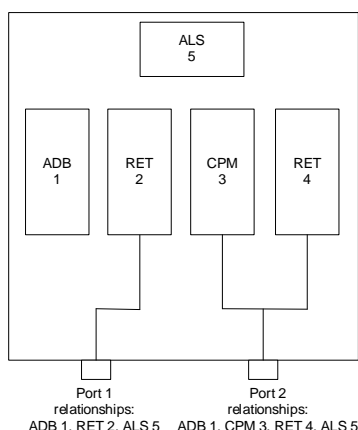 ALS
5
ADB
1
RET
2
CPM
3
RET
4
Port 1
relationships:
ADB 1, RET 2, ALS 5
Port 2
relationships:
ADB 1, CPM 3, RET 4, ALS 5